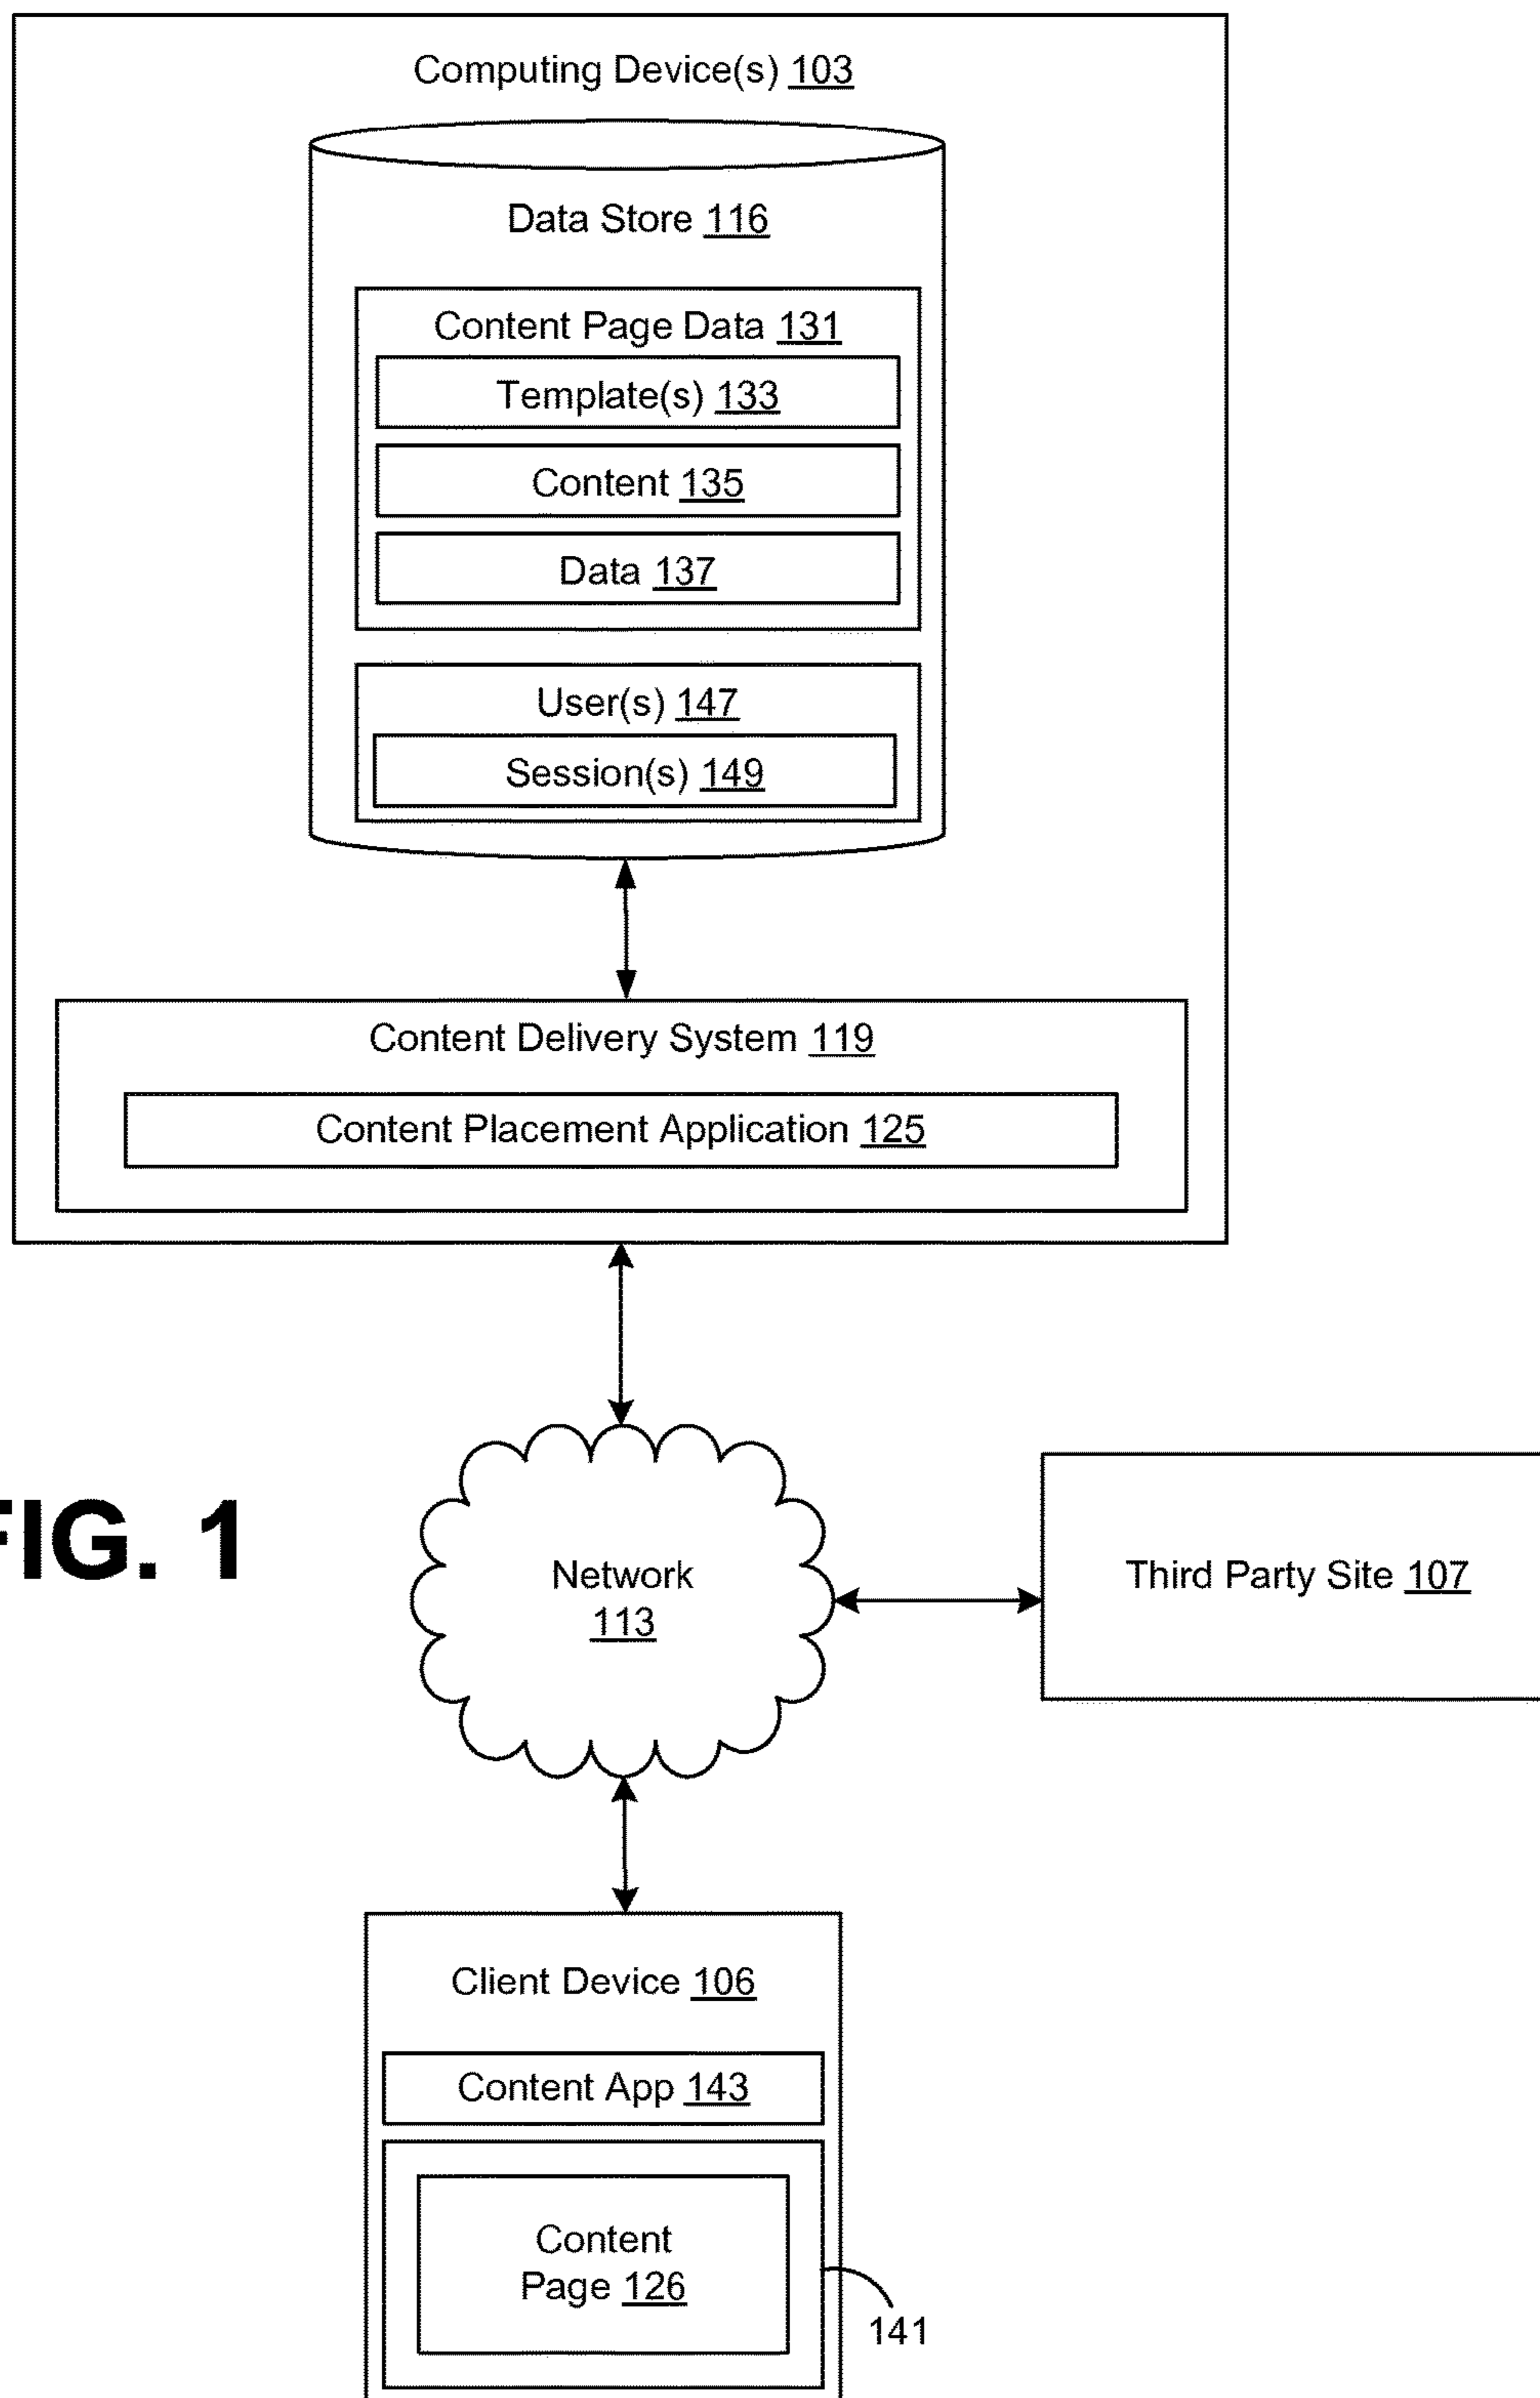 Computing Device(s) 103
Data Store 116
Content Page Data 131
Template(s) 133
Content 135
Data 137
User(s) 147
Session(s) 149
Content Delivery System 119
Content Placement Application 125
FIG. 1
Network
113
Third Party Site 107
Client Device 106
Content App 143
Content
Page 126
141